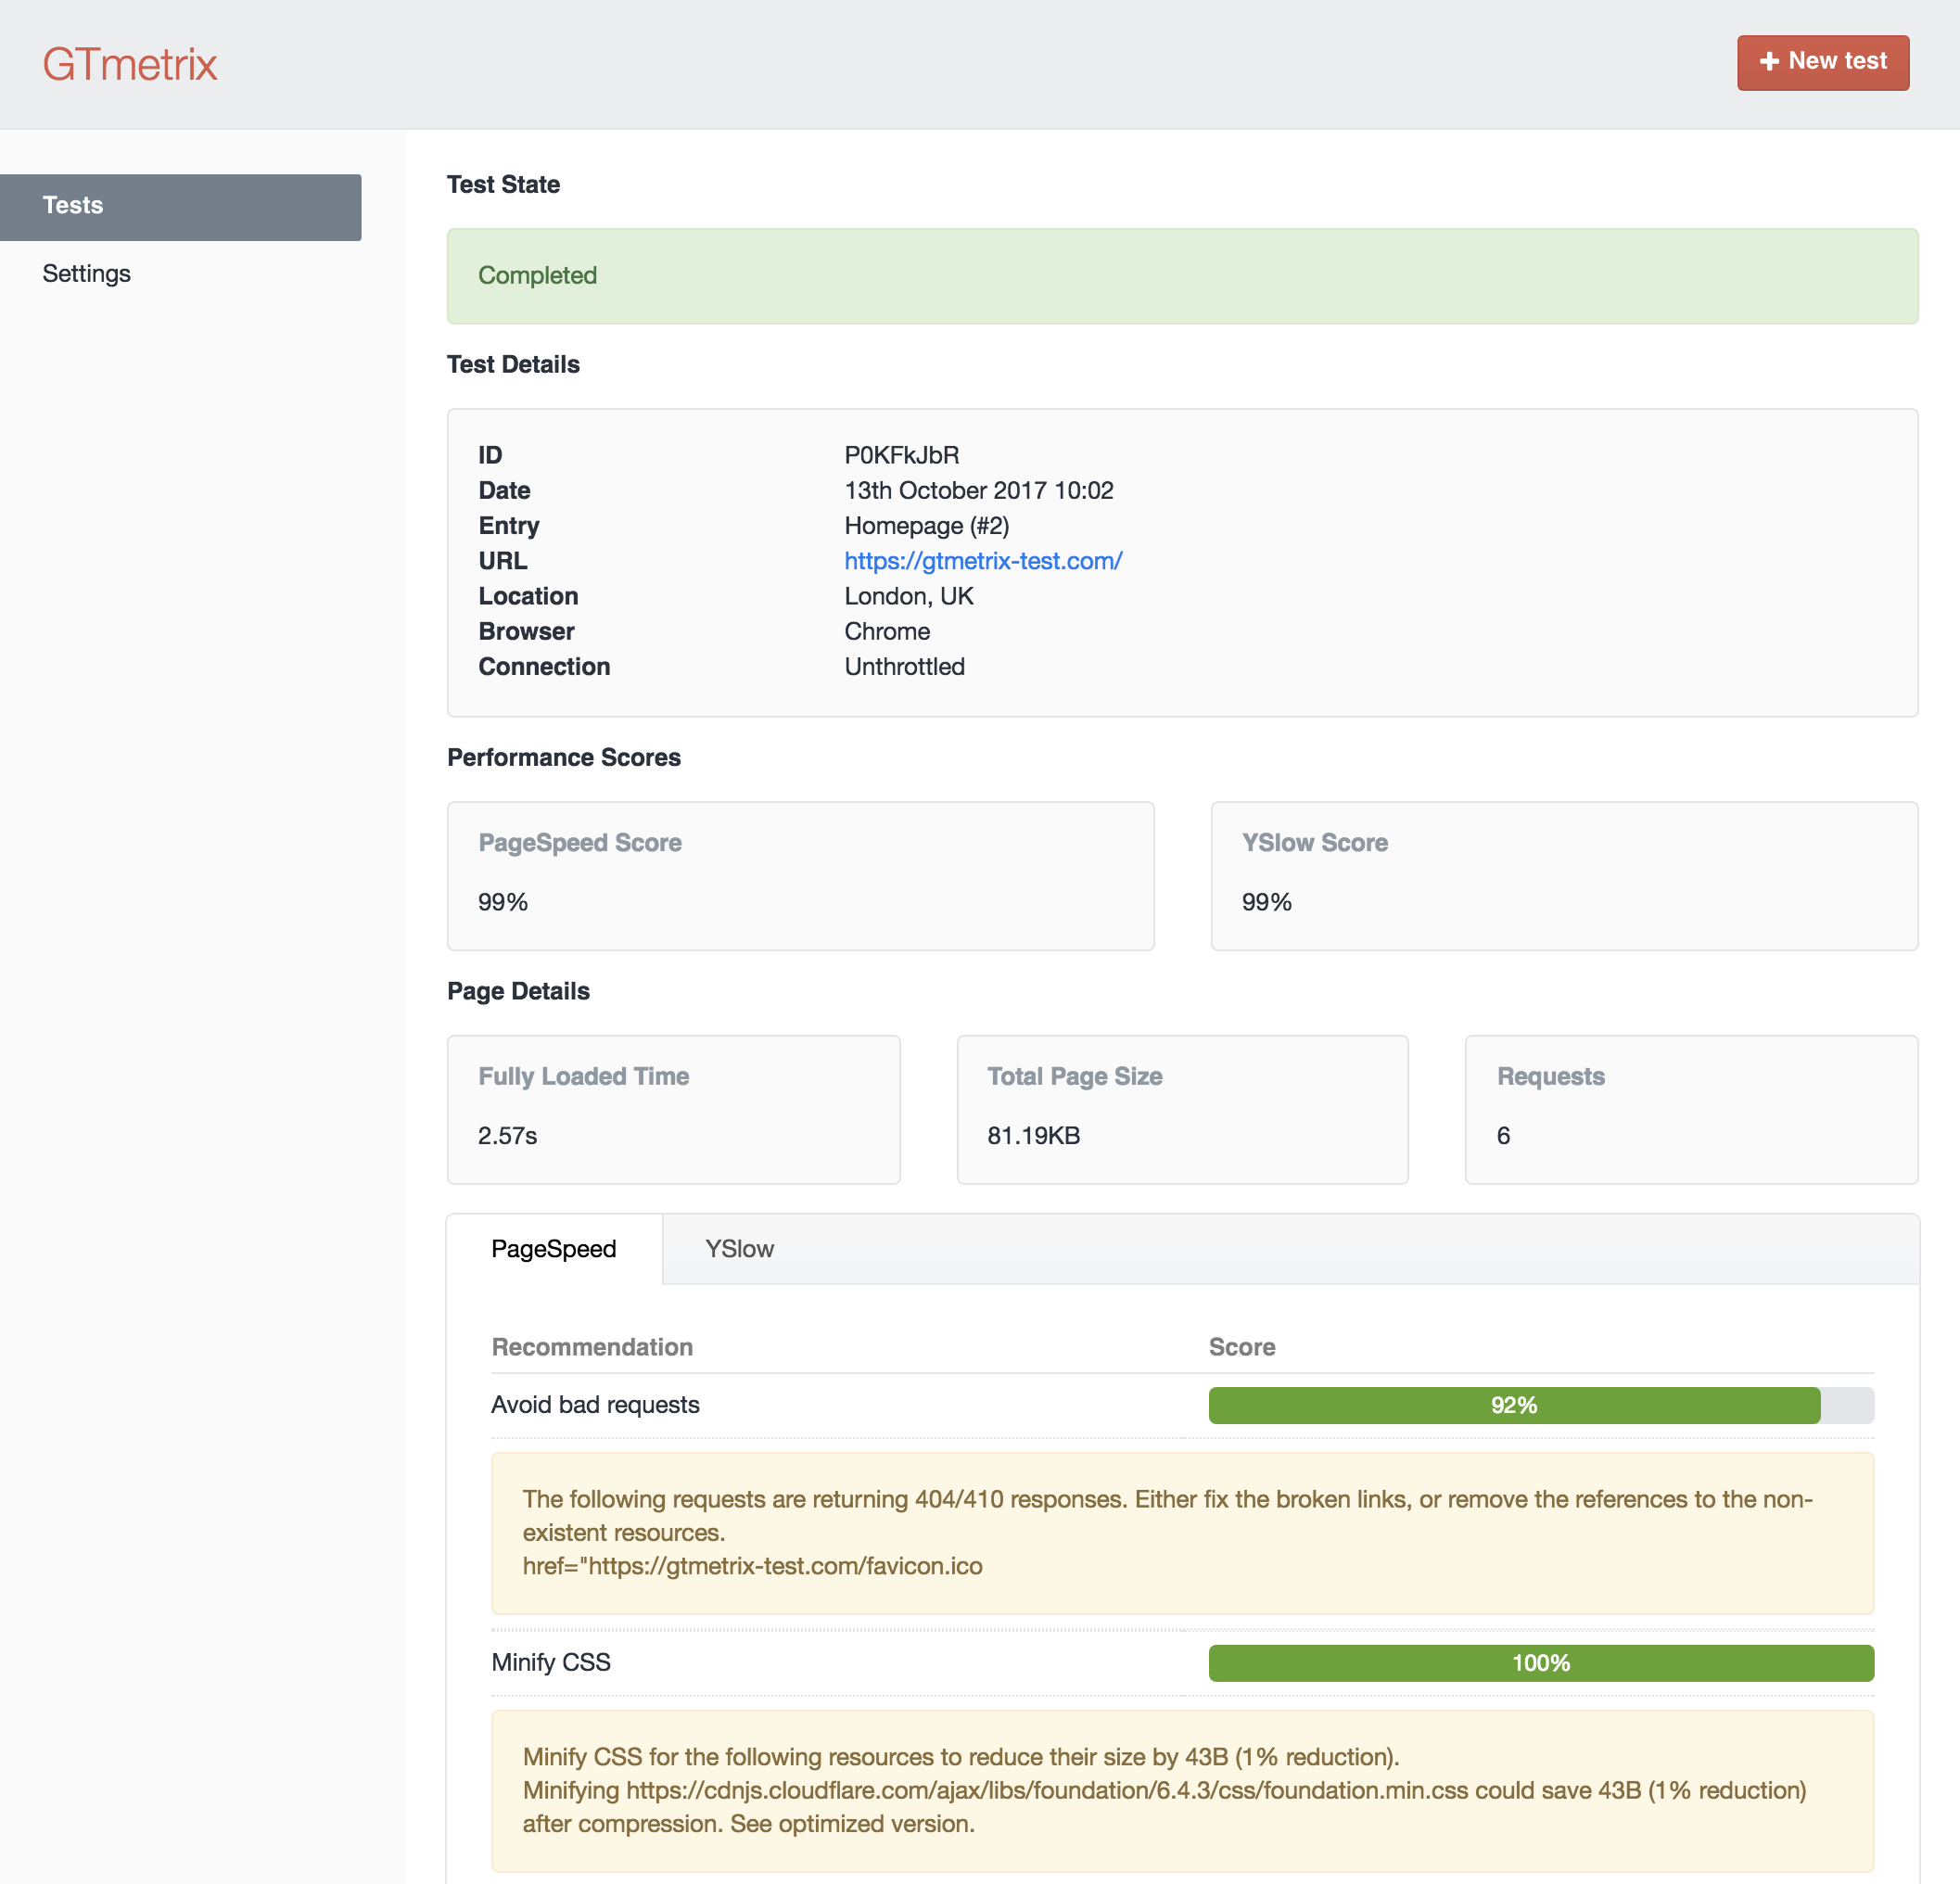 GTmetrix
New test
Tests
Settings
Test State
Completed
Test Details
ID P0KFkJbR
Date 13th October 2017 10:02
Entry Homepage (#2)
URL https://gtmetrix-test.com/
Location London, UK
Browser Chrome
Connection Unthrottled
Performance Scores
PageSpeed Score
99%
YSlow Score
99%
Page Details
Fully Loaded Time
2.57s
Total Page Size
81.19KB
Requests
6
PageSpeed YSlow
Recommendation Score
Avoid bad requests 92%
The following requests are returning 404/410 responses. Either fix the broken links, or remove the references to the non-
existent resources.
href="https://gtmetrix-test.com/favicon.ico
Minify CSS 100%
Minify CSS for the following resources to reduce their size by 43B (1% reduction).
Minifying https://cdnjs.cloudflare.com/ajax/libs/foundation/6.4.3/css/foundation.min.css could save 43B (1% reduction)
after compression. See optimized version.